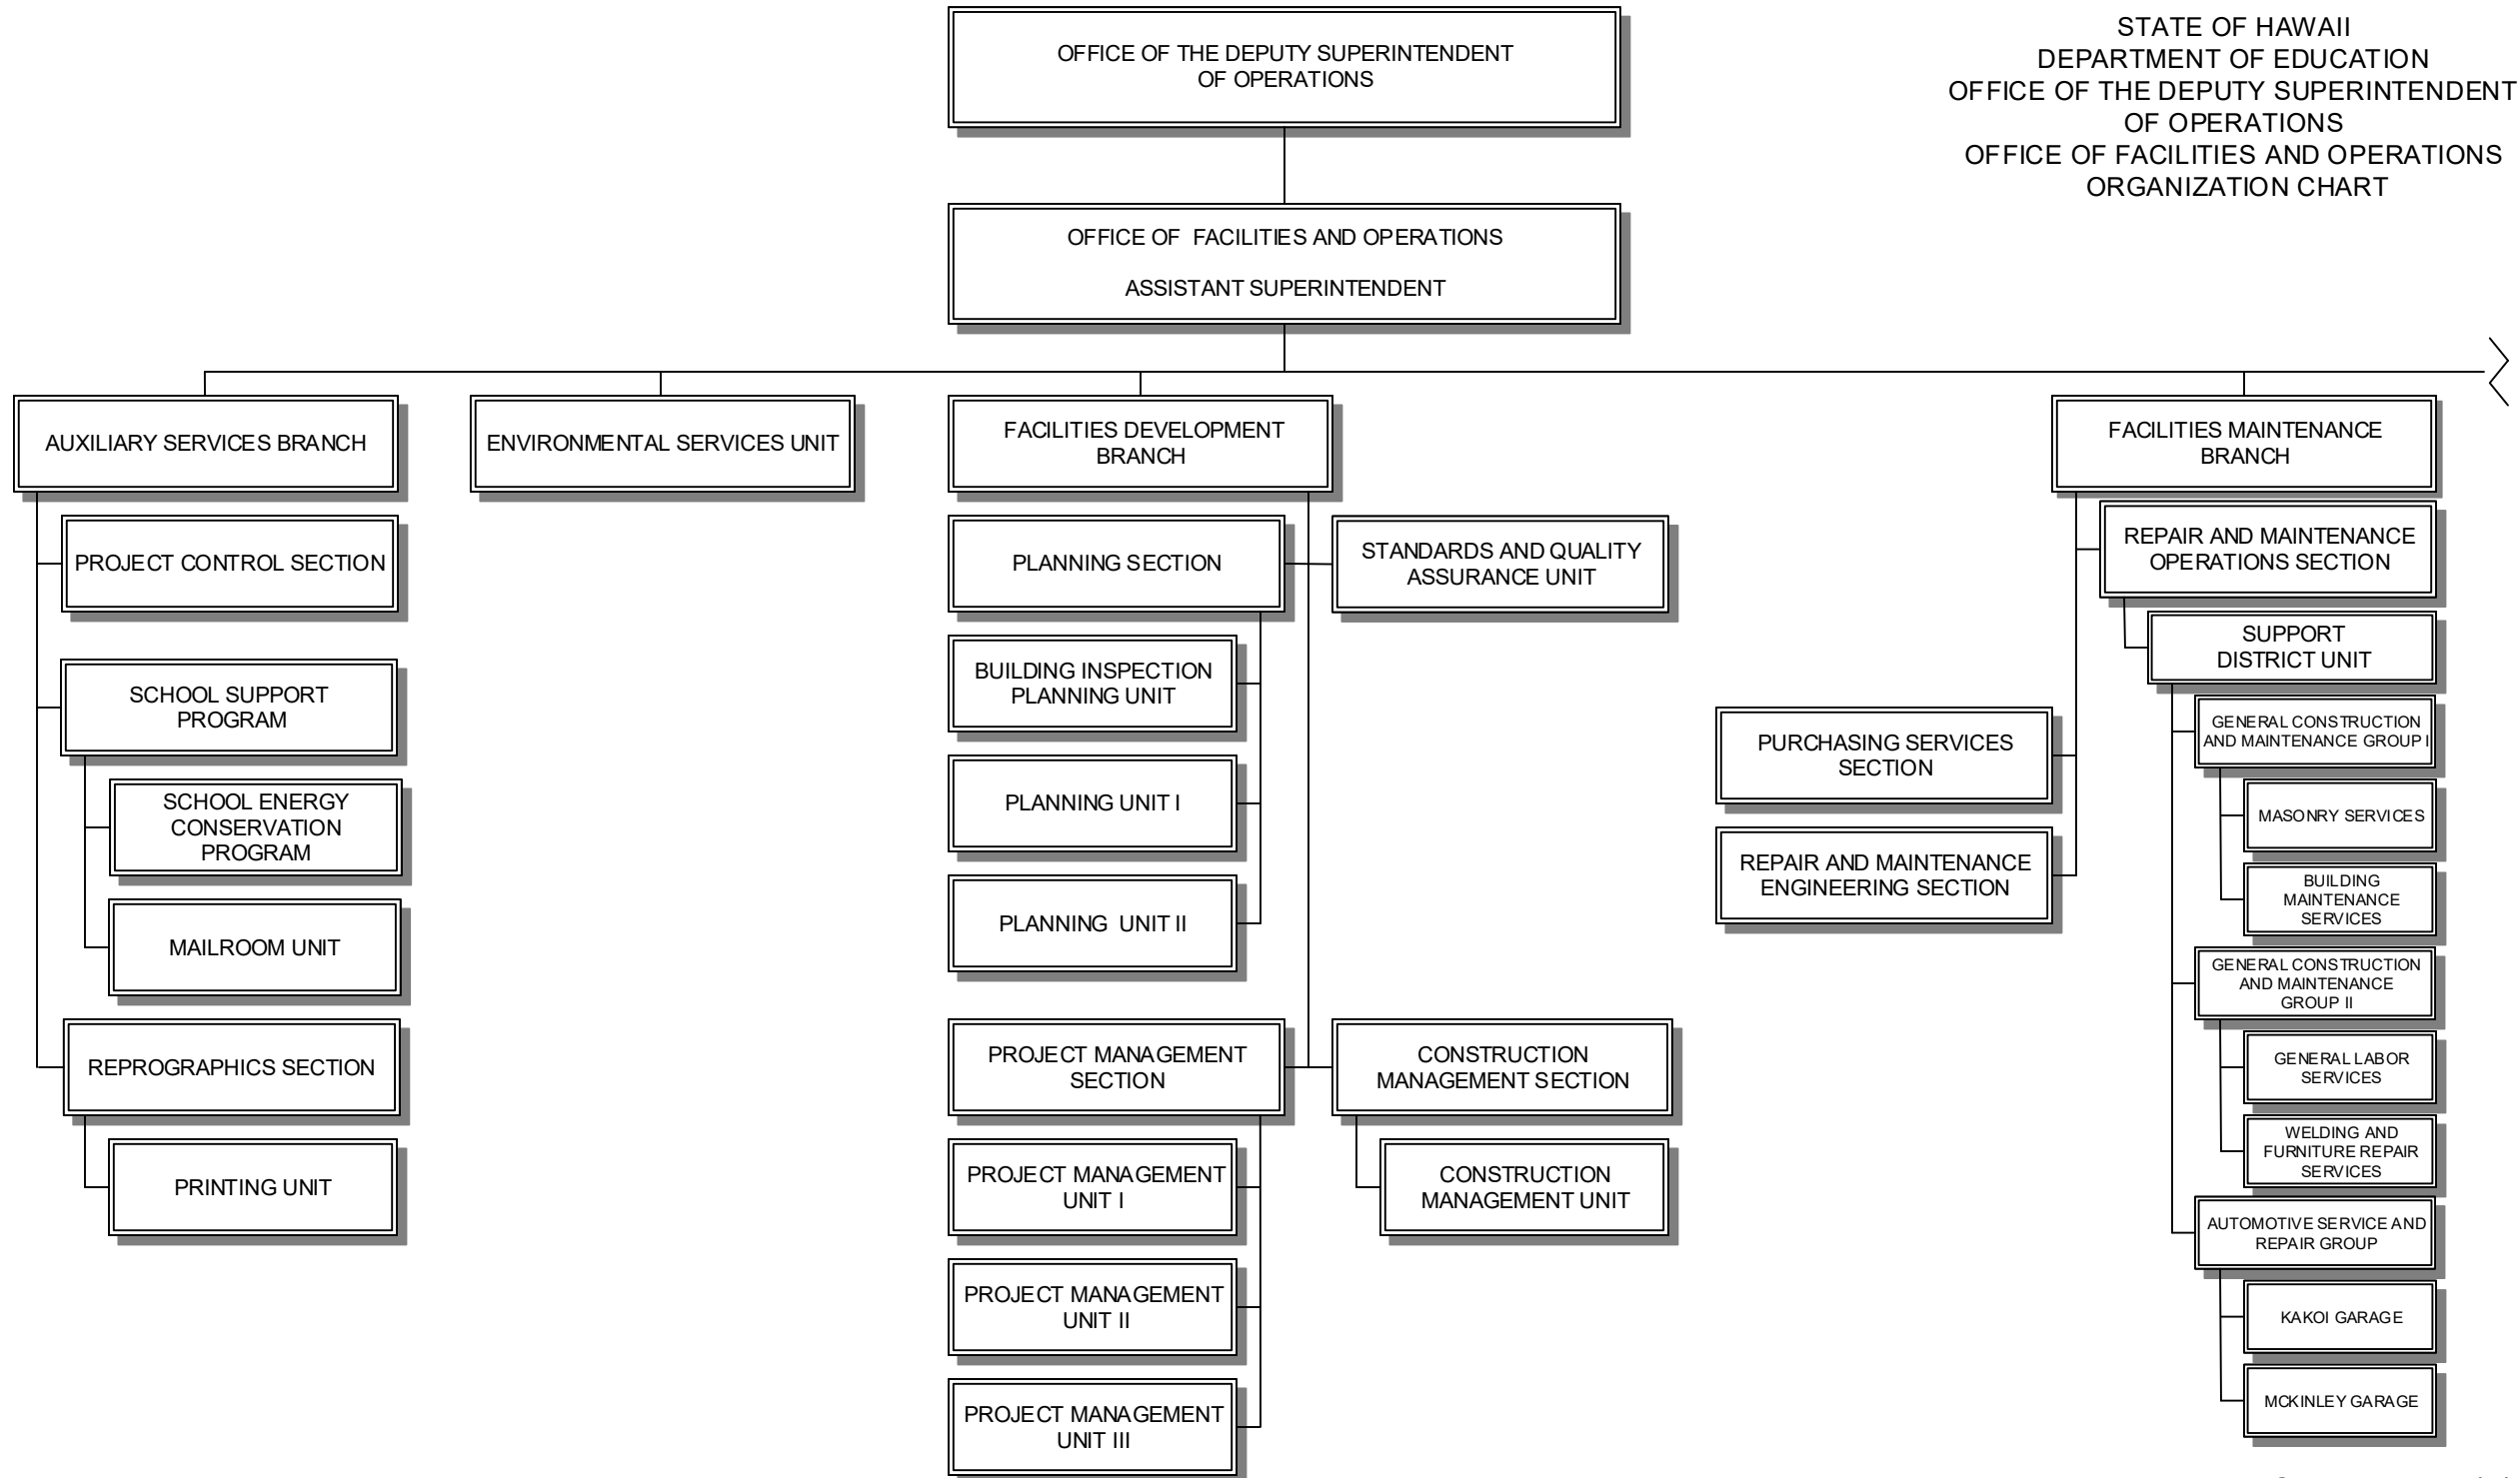 STATE OF HAWAII
DEPARTMENT OF EDUCATION
OFFICE OF THE DEPUTY SUPERINTENDENT
OF OPERATIONS
OFFICE OF FACILITIES AND OPERATIONS
ORGANIZATION CHART
OFFICE OF THE DEPUTY SUPERINTENDENT
OF OPERATIONS
OFFICE OF FACILITIES AND OPERATIONS
ASSISTANT SUPERINTENDENT
AUXILIARY SERVICES BRANCH
PROJECT CONTROL SECTION
SCHOOL SUPPORT
PROGRAM
SCHOOL ENERGY
CONSERVATION
PROGRAM
MAILROOM UNIT
REPROGRAPHICS SECTION
PRINTING UNIT
ENVIRONMENTAL SERVICES UNIT
FACILITIES DEVELOPMENT
BRANCH
PLANNING SECTION
STANDARDS AND QUALITY
ASSURANCE UNIT
BUILDING INSPECTION
PLANNING UNIT
PLANNING UNIT I
PLANNING UNIT II
PROJECT MANAGEMENT
SECTION
PROJECT MANAGEMENT
UNIT I
PROJECT MANAGEMENT
UNIT II
PROJECT MANAGEMENT
UNIT III
CONSTRUCTION
MANAGEMENT SECTION
CONSTRUCTION
MANAGEMENT UNIT
FACILITIES MAINTENANCE
BRANCH
REPAIR AND MAINTENANCE
OPERATIONS SECTION
SUPPORT
DISTRICT UNIT
GENERAL CONSTRUCTION
AND MAINTENANCE GROUP I
MASONRY SERVICES
BUILDING
MAINTENANCE
SERVICES
GENERAL CONSTRUCTION
AND MAINTENANCE
GROUP II
GENERAL LABOR
SERVICES
WELDING AND
FURNITURE REPAIR
SERVICES
AUTOMOTIVE SERVICE AND
REPAIR GROUP
KAKOI GARAGE
MCKINLEY GARAGE
PURCHASING SERVICES
SECTION
REPAIR AND MAINTENANCE
ENGINEERING SECTION